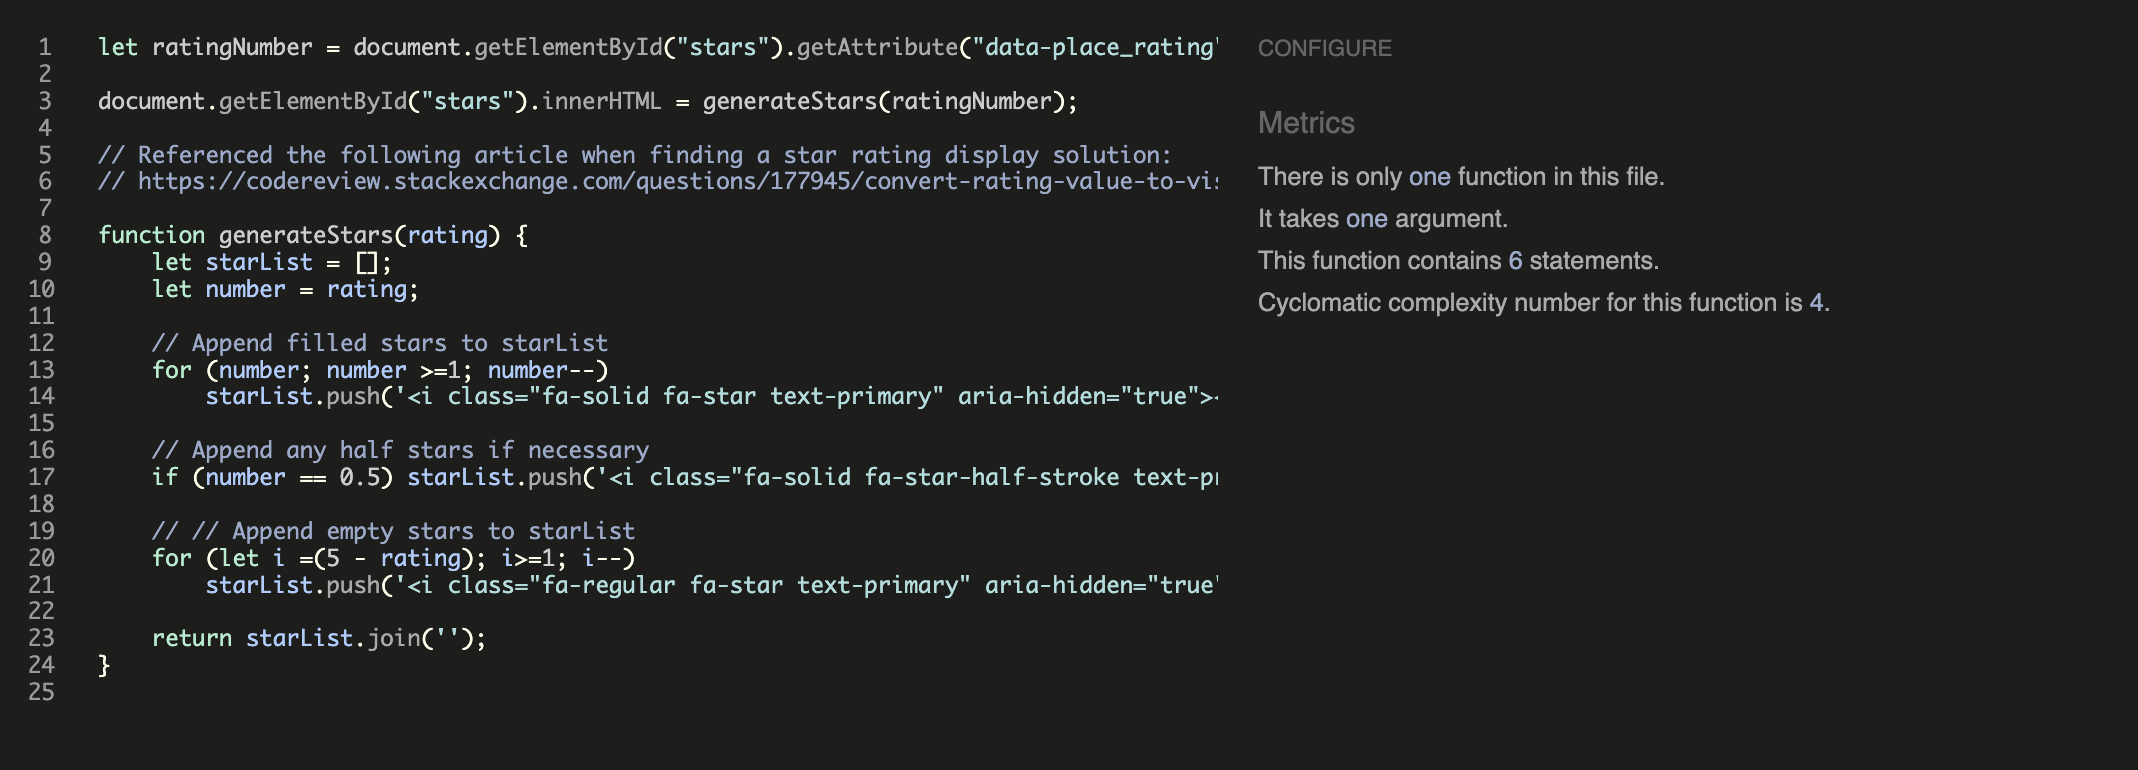 1 let ratingNumber = document.getElementById("stars").getAttribute("data-place_rating"
2
3 document.getElementById("stars").innerHTML = generateStars(ratingNumber);
4
5 // Referenced the following article when finding a star rating display solution:
6 // https://codereview.stackexchange.com/questions/177945/convert-rating-value-to-vis
7
8 function generateStars(rating) {
9 let starList = [];
10 let number = rating;
11
12 // Append filled stars to starList
13 for (number; number >=1; number--)
14 starList.push('<i class="fa-solid fa-star text-primary" aria-hidden="true"><
15
16 // Append any half stars if necessary
17 if (number == 0.5) starList.push('<i class="fa-solid fa-star-half-stroke text-pr
18
19 // // Append empty stars to starList
20 for (let i =(5 - rating); i>=1; i--)
21 starList.push('<i class="fa-regular fa-star text-primary" aria-hidden="true"
22
23 return starList.join('');
24 }
25
CONFIGURE
Metrics
There is only one function in this file.
It takes one argument.
This function contains 6 statements.
Cyclomatic complexity number for this function is 4.